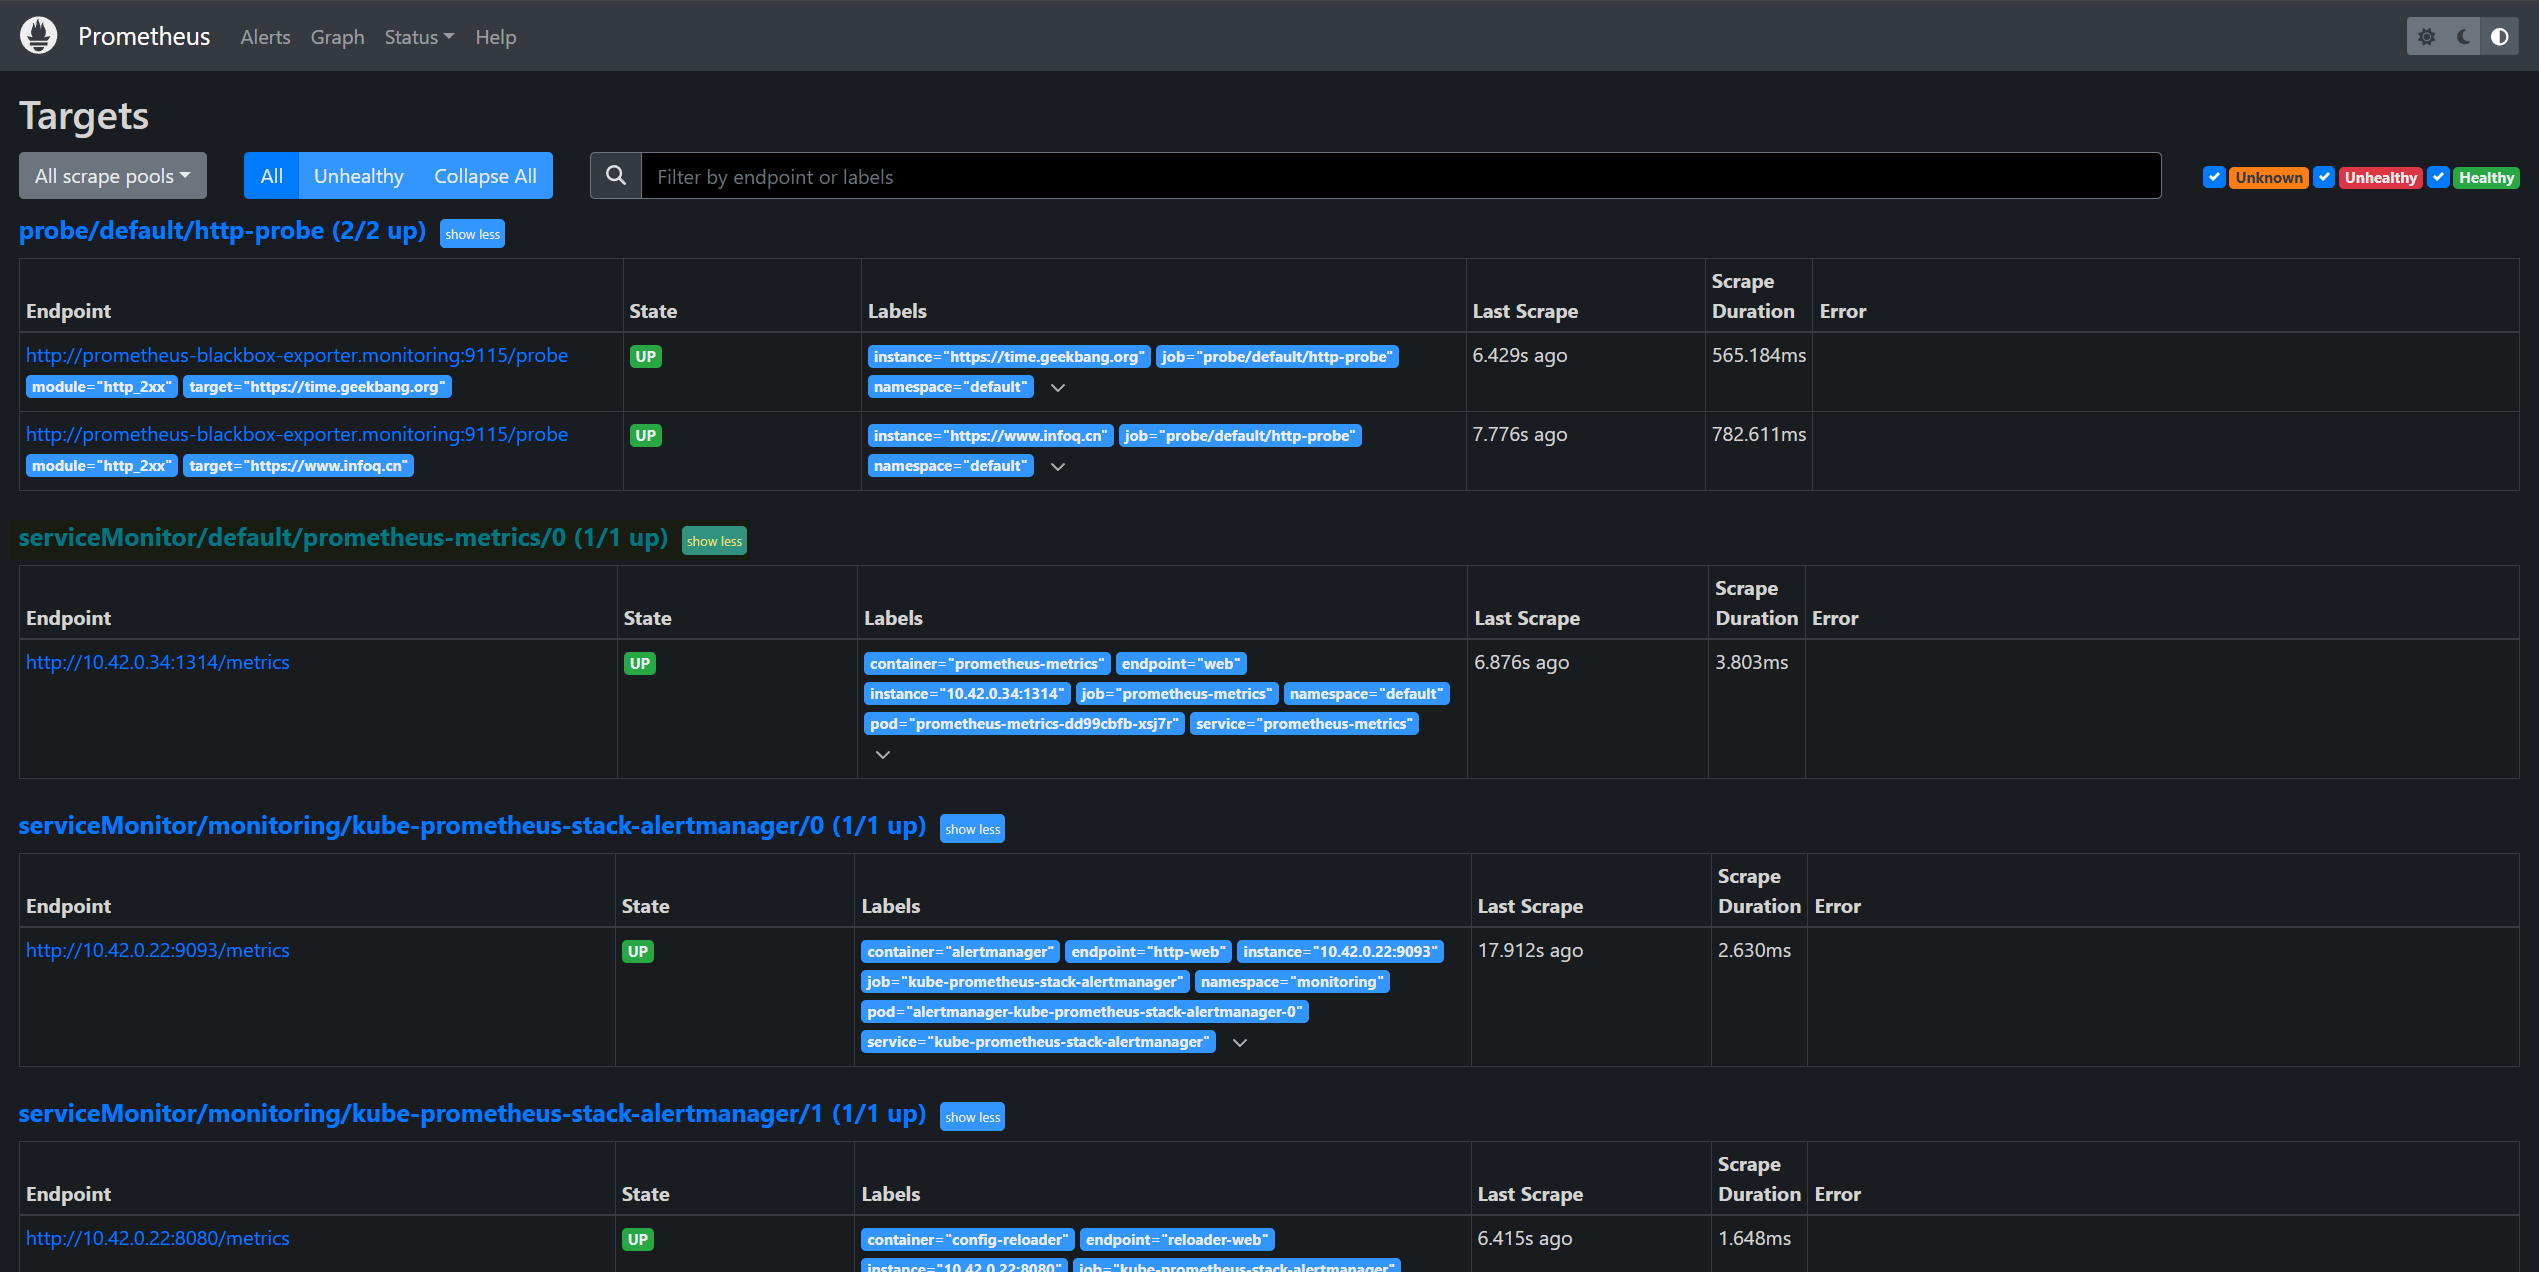 Prometheus Alerts Graph Status Help
Targets
All scrape pools All Unhealthy Collapse All Filter by endpoint or labels Unknown Unhealthy Healthy
probe/default/http-probe (2/2 up) show less
Endpoint State Labels Last Scrape Scrape Duration Error
http://prometheus-blackbox-exporter.monitoring:9115/probe UP instance="https://time.geekbang.org" job="probe/default/http-probe" 6.429s ago 565.184ms
module="http_2xx" target="https://time.geekbang.org" namespace="default"
http://prometheus-blackbox-exporter.monitoring:9115/probe UP instance="https://www.infoq.cn" job="probe/default/http-probe" 7.776s ago 782.611ms
module="http_2xx" target="https://www.infoq.cn" namespace="default"
serviceMonitor/default/prometheus-metrics/0 (1/1 up) show less
Endpoint State Labels Last Scrape Scrape Duration Error
http://10.42.0.34:1314/metrics UP container="prometheus-metrics" endpoint="web" 6.876s ago 3.803ms
instance="10.42.0.34:1314" job="prometheus-metrics" namespace="default"
pod="prometheus-metrics-dd99cbfb-xsj7r" service="prometheus-metrics"
serviceMonitor/monitoring/kube-prometheus-stack-alertmanager/0 (1/1 up) show less
Endpoint State Labels Last Scrape Scrape Duration Error
http://10.42.0.22:9093/metrics UP container="alertmanager" endpoint="http-web" instance="10.42.0.22:9093" 17.912s ago 2.630ms
job="kube-prometheus-stack-alertmanager" namespace="monitoring"
pod="alertmanager-kube-prometheus-stack-alertmanager-0"
service="kube-prometheus-stack-alertmanager"
serviceMonitor/monitoring/kube-prometheus-stack-alertmanager/1 (1/1 up) show less
Endpoint State Labels Last Scrape Scrape Duration Error
http://10.42.0.22:8080/metrics UP container="config-reloader" endpoint="reloader-web" 6.415s ago 1.648ms
instance="10.42.0.22:8080" job="kube-prometheus-stack-alertmanager"